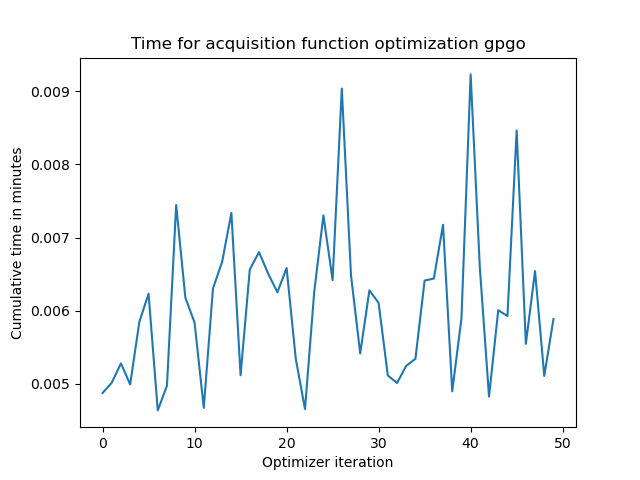 Time for acquisition function optimization gpgo
Cumulative time in minutes
0.009
0.008
0.007
0.006
0.005
0 10 20 30 40 50
Optimizer iteration